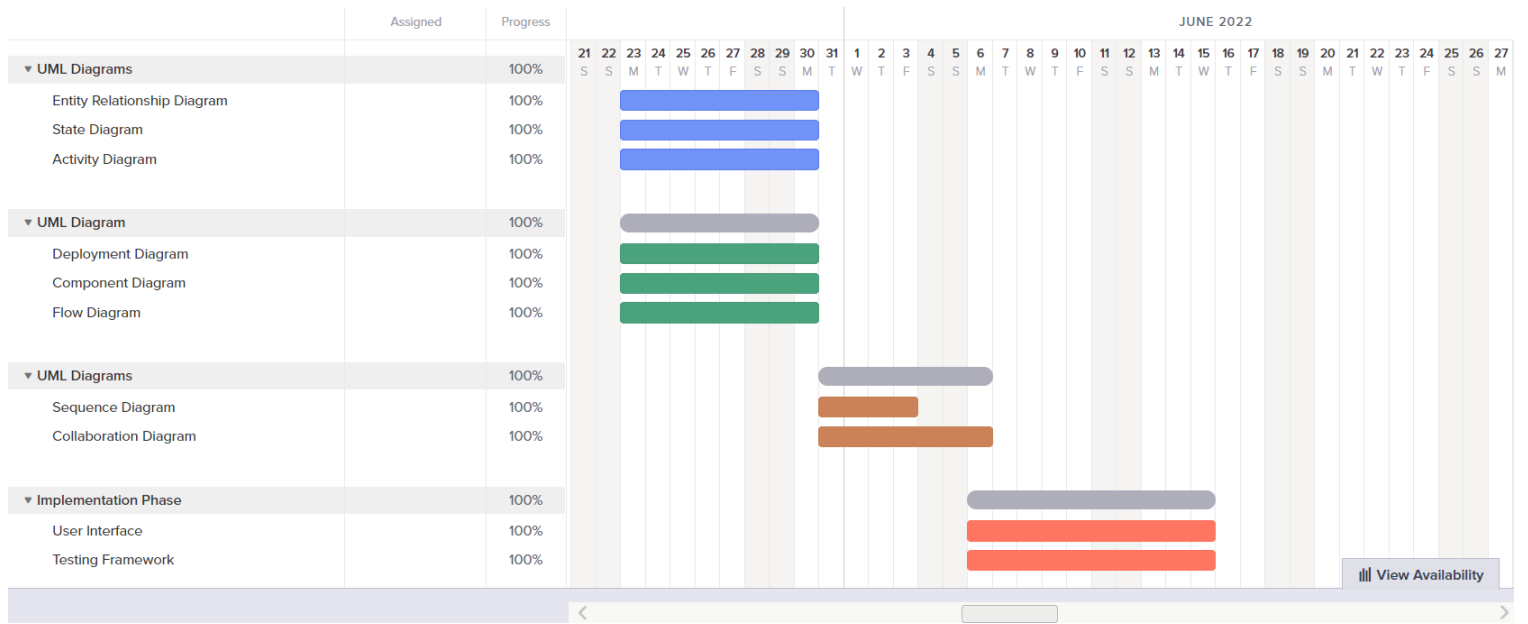 Assigned Progress JUNE 2022
21 22 23 24 25 26 27 28 29 30 31 1 2 3 4 5 6 7 8 9 10 11 12 13 14 15 16 17 18 19 20 21 22 23 24 25 26 27
S S M T W T F S S M T W T F S S M T W T F S S M T W T F S S M T W T F S S M
UML Diagrams 100%
Entity Relationship Diagram 100%
State Diagram 100%
Activity Diagram 100%
UML Diagram 100%
Deployment Diagram 100%
Component Diagram 100%
Flow Diagram 100%
UML Diagrams 100%
Sequence Diagram 100%
Collaboration Diagram 100%
Implementation Phase 100%
User Interface 100%
Testing Framework 100%
View Availability